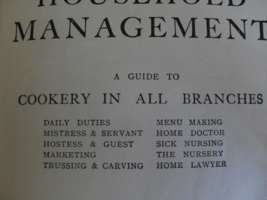 HOUSEHOLD
MANAGEMENT
A GUIDE TO
COOKERY IN ALL BRANCHES
DAILY DUTIES MENU MAKING
MISTRESS & SERVANT HOME DOCTOR
HOSTESS & GUEST SICK NURSING
MARKETING THE NURSERY
TRUSSING & CARVING HOME LAWYER